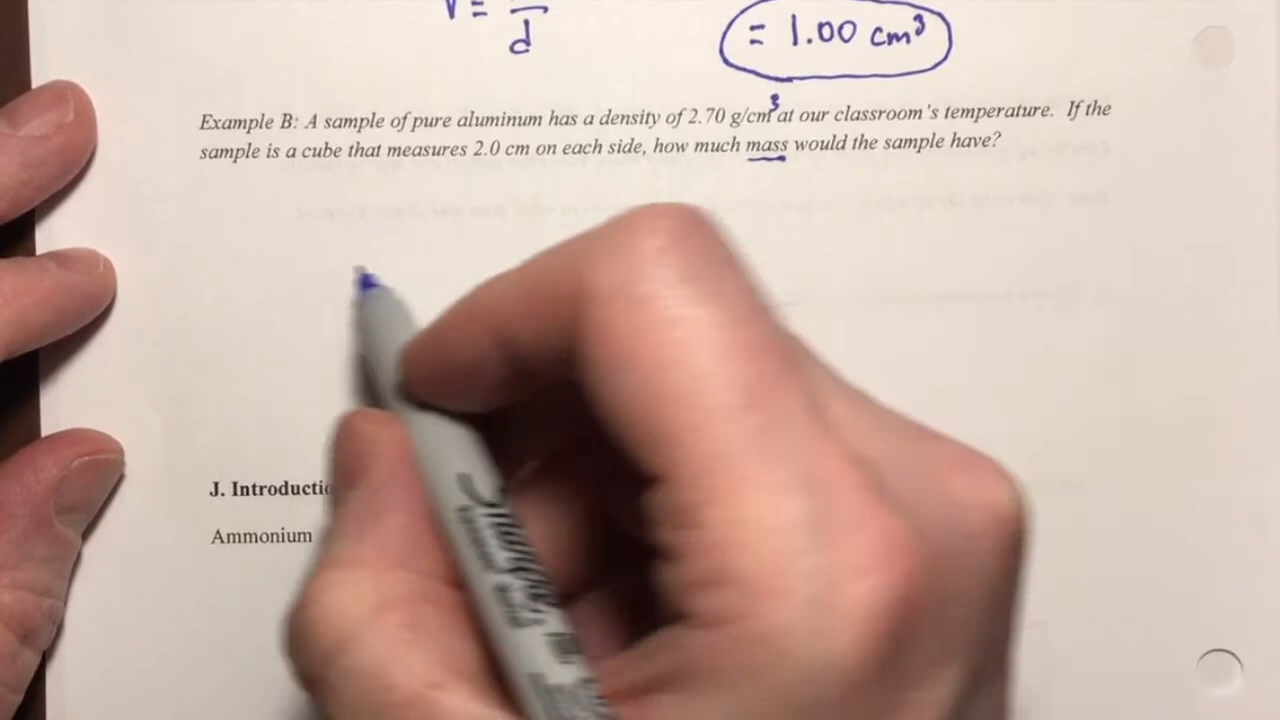 V =
d
= 1.00 cm³
Example B: A sample of pure aluminum has a density of 2.70 g/cm³ at our classroom's temperature. If the
sample is a cube that measures 2.0 cm on each side, how much mass would the sample have?
J. Introductio
Ammonium
Sharpie